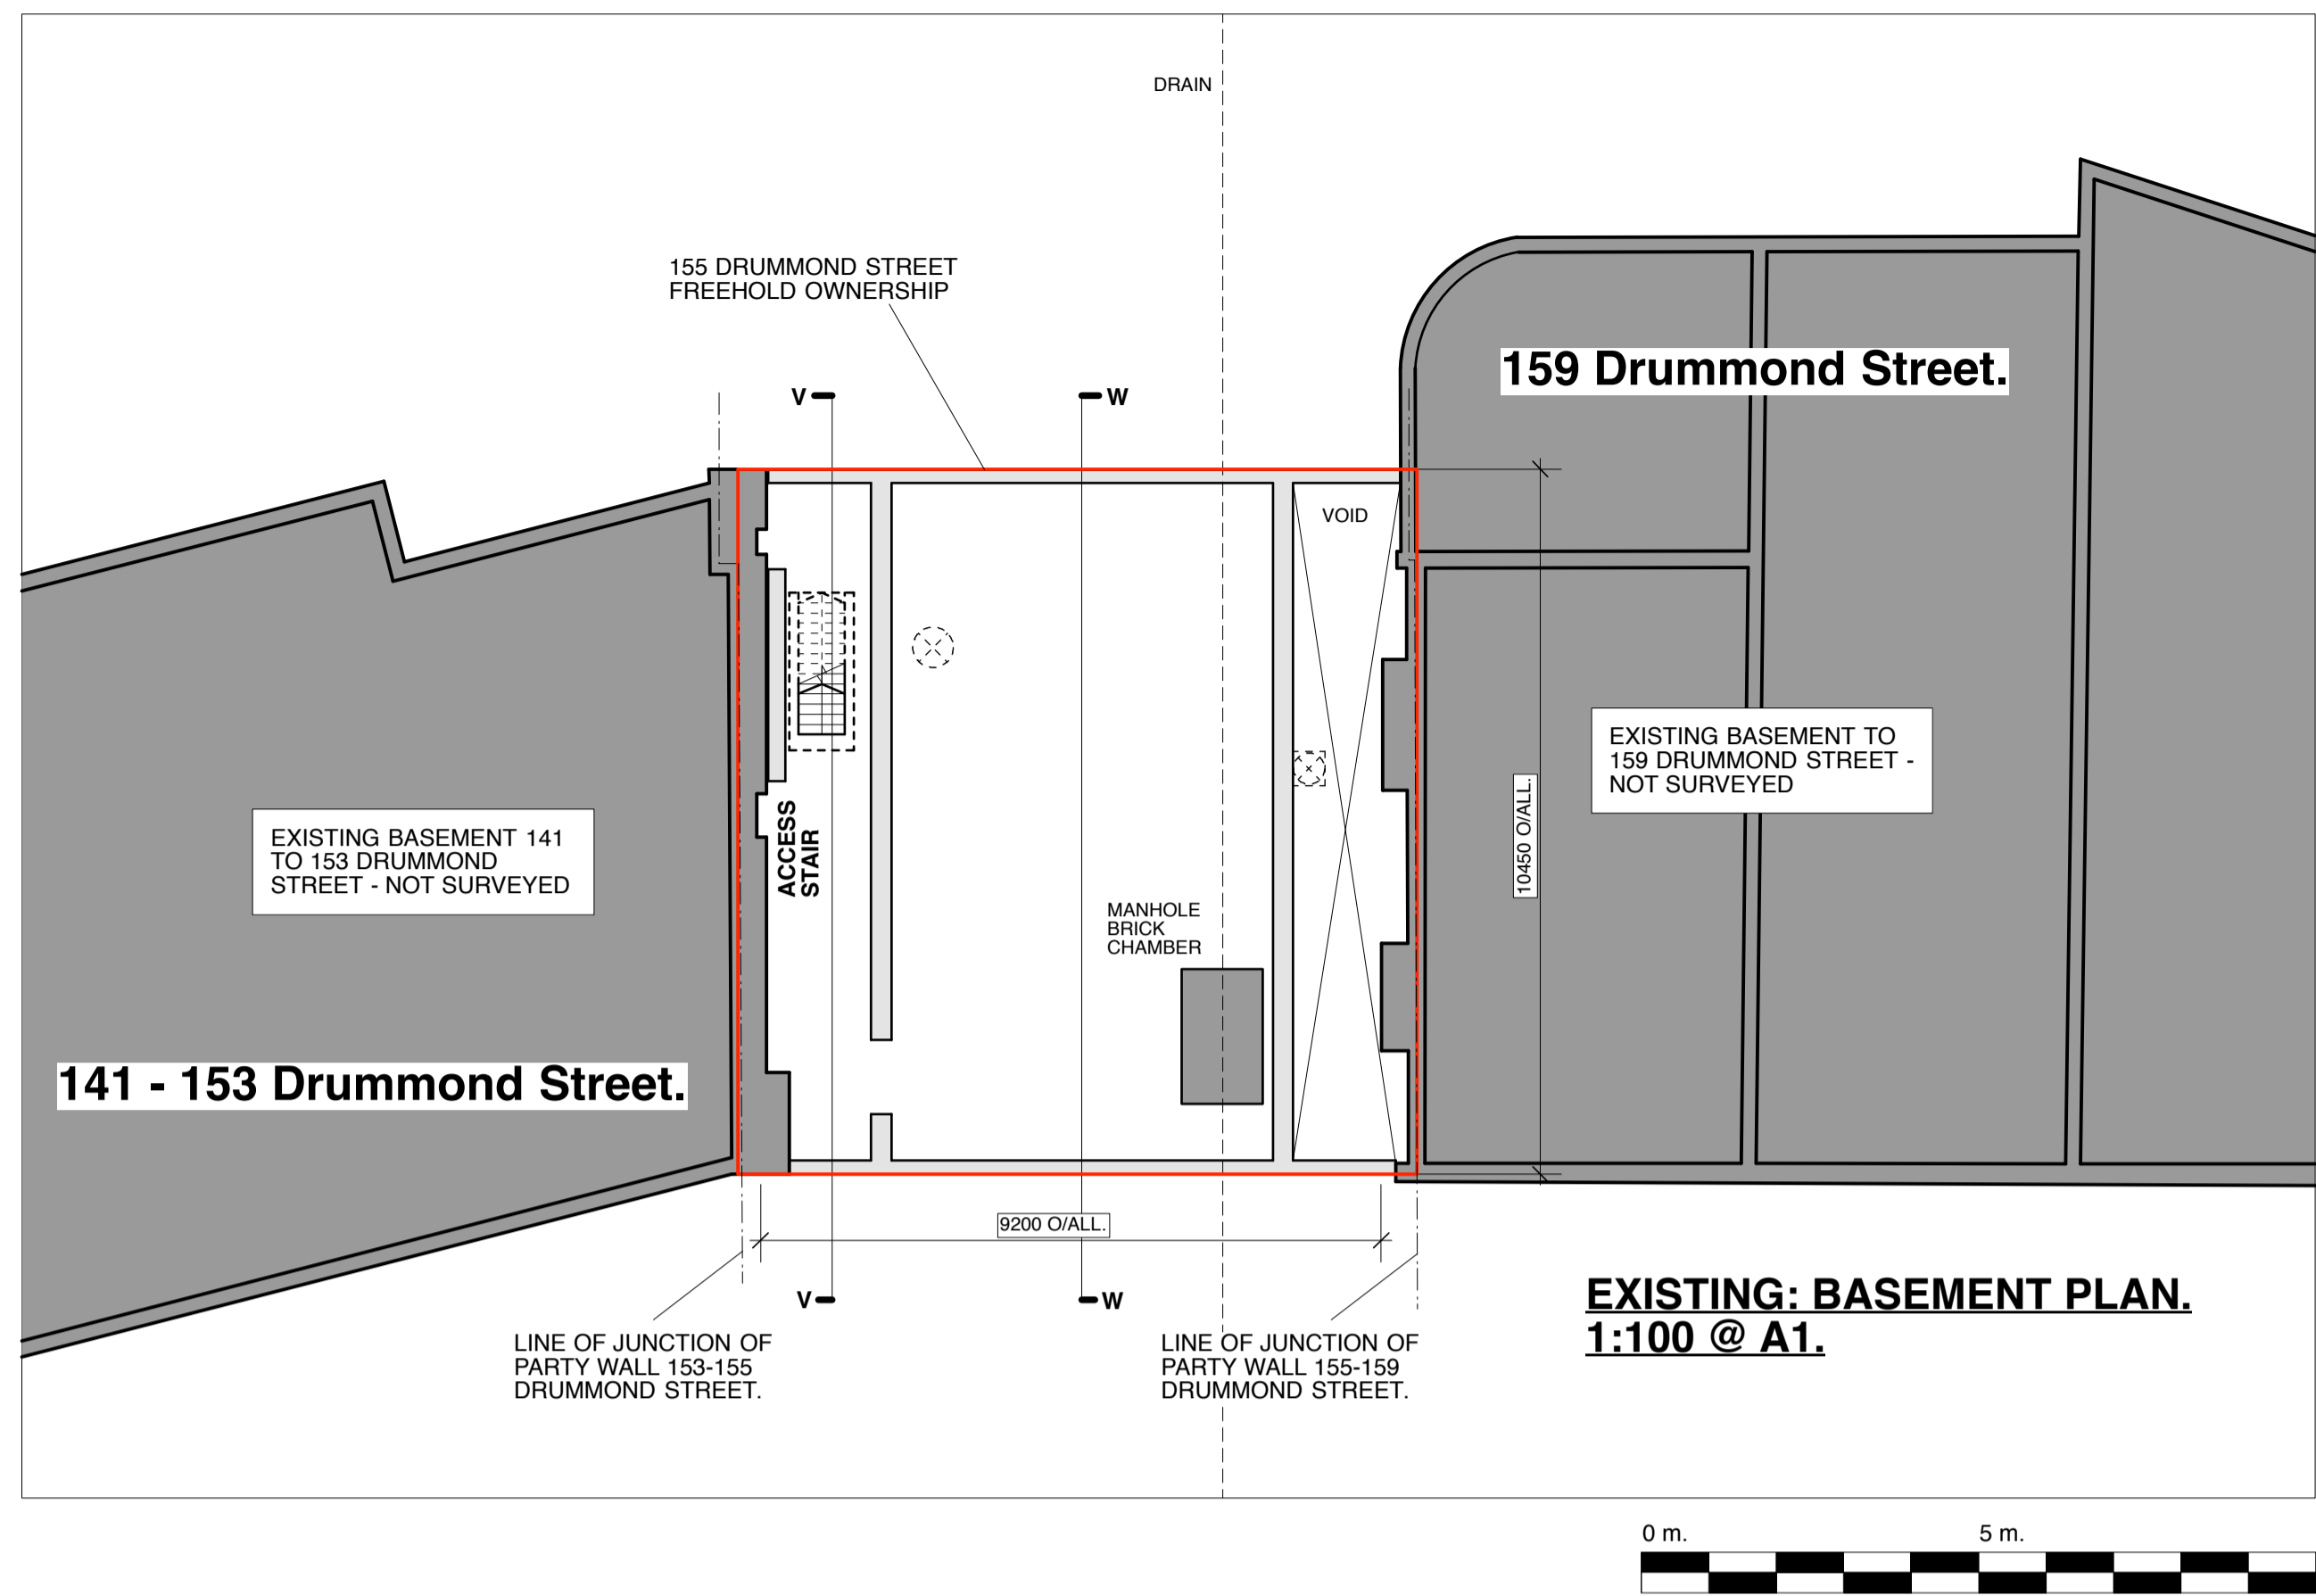 DRAIN
155 DRUMMOND STREET
FREEHOLD OWNERSHIP
159 Drummond Street.
V
W
VOID
EXISTING BASEMENT TO
159 DRUMMOND STREET -
NOT SURVEYED
10450 O/ALL.
EXISTING BASEMENT 141
TO 153 DRUMMOND
STREET - NOT SURVEYED
ACCESS
STAIR
MANHOLE
BRICK
CHAMBER
141 - 153 Drummond Street.
9200 O/ALL.
V
W
LINE OF JUNCTION OF
PARTY WALL 153-155
DRUMMOND STREET.
LINE OF JUNCTION OF
PARTY WALL 155-159
DRUMMOND STREET.
EXISTING: BASEMENT PLAN.
1:100 @ A1.
0 m.
5 m.